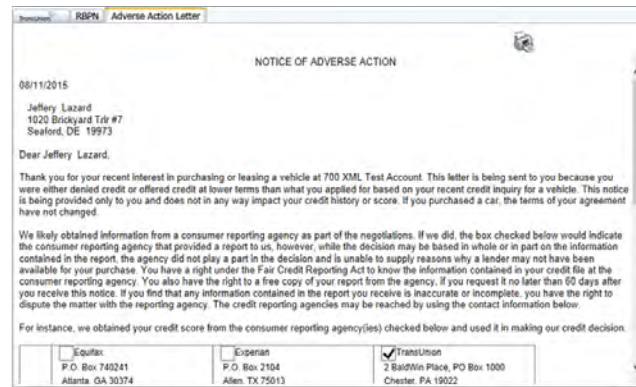 TransUnion RBPN Adverse Action Letter
NOTICE OF ADVERSE ACTION
08/11/2015
Jeffery Lazard
1020 Brickyard Trlr #7
Seaford, DE 19973
Dear Jeffery Lazard,
Thank you for your recent interest in purchasing or leasing a vehicle at 700 XML Test Account. This letter is being sent to you because you
were either denied credit or offered credit at lower terms than what you applied for based on your recent credit inquiry for a vehicle. This notice
is being provided only to you and does not in any way impact your credit history or score. If you purchased a car, the terms of your agreement
have not changed.
We likely obtained information from a consumer reporting agency as part of the negotiations. If we did, the box checked below would indicate
the consumer reporting agency that provided a report to us, however, while the decision may be based in whole or in part on the information
contained in the report, the agency did not play a part in the decision and is unable to supply reasons why a lender may not have been
available for your purchase. You have a right under the Fair Credit Reporting Act to know the information contained in your credit file at the
consumer reporting agency. You also have the right to a free copy of your report from the agency, if you request it no later than 60 days after
you receive this notice. If you find that any information contained in the report you receive is inaccurate or incomplete, you have the right to
dispute the matter with the reporting agency. The credit reporting agencies may be reached by using the contact information below.
For instance, we obtained your credit score from the consumer reporting agency(ies) checked below and used it in making our credit decision.
Equifax Experian TransUnion
P.O. Box 740241 P.O. Box 2104 2 BaldWin Place, PO Box 1000
Atlanta, GA 30374 Allen, TX 75013 Chester, PA 19022